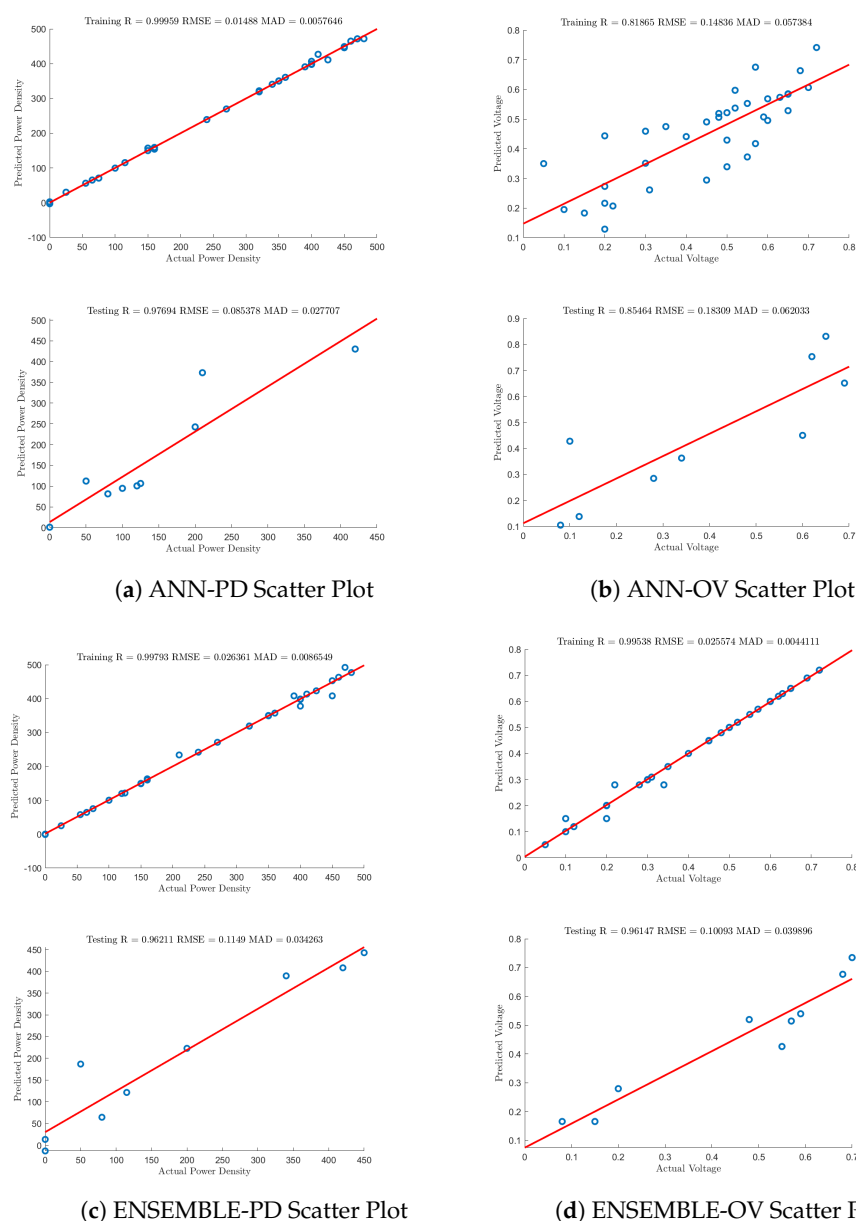 Training R = 0.99959 RMSE = 0.01488 MAD = 0.0057646
Predicted Power Density
500
400
300
200
100
0
-100
0 50 100 150 200 250 300 350 400 450 500
Actual Power Density
Training R = 0.81865 RMSE = 0.14836 MAD = 0.057384
Predicted Voltage
0.8
0.7
0.6
0.5
0.4
0.3
0.2
0.1
0 0.1 0.2 0.3 0.4 0.5 0.6 0.7 0.8
Actual Voltage
Testing R = 0.97694 RMSE = 0.085378 MAD = 0.027707
Predicted Power Density
500
450
400
350
300
250
200
150
100
50
0
0 50 100 150 200 250 300 350 400 450
Actual Power Density
Testing R = 0.85464 RMSE = 0.18309 MAD = 0.062033
Predicted Voltage
0.9
0.8
0.7
0.6
0.5
0.4
0.3
0.2
0.1
0 0.1 0.2 0.3 0.4 0.5 0.6 0.7
Actual Voltage
(a) ANN-PD Scatter Plot
(b) ANN-OV Scatter Plot
Training R = 0.99793 RMSE = 0.026361 MAD = 0.0086549
Predicted Power Density
500
400
300
200
100
0
-100
0 50 100 150 200 250 300 350 400 450 500
Actual Power Density
Training R = 0.99538 RMSE = 0.025574 MAD = 0.0044111
Predicted Voltage
0.8
0.7
0.6
0.5
0.4
0.3
0.2
0.1
0
0 0.1 0.2 0.3 0.4 0.5 0.6 0.7 0.8
Actual Voltage
Testing R = 0.96211 RMSE = 0.1149 MAD = 0.034263
Predicted Power Density
450
400
350
300
250
200
150
100
50
0
0 50 100 150 200 250 300 350 400 450
Actual Power Density
Testing R = 0.96147 RMSE = 0.10093 MAD = 0.039896
Predicted Voltage
0.8
0.7
0.6
0.5
0.4
0.3
0.2
0.1
0 0.1 0.2 0.3 0.4 0.5 0.6 0.7
Actual Voltage
(c) ENSEMBLE-PD Scatter Plot
(d) ENSEMBLE-OV Scatter